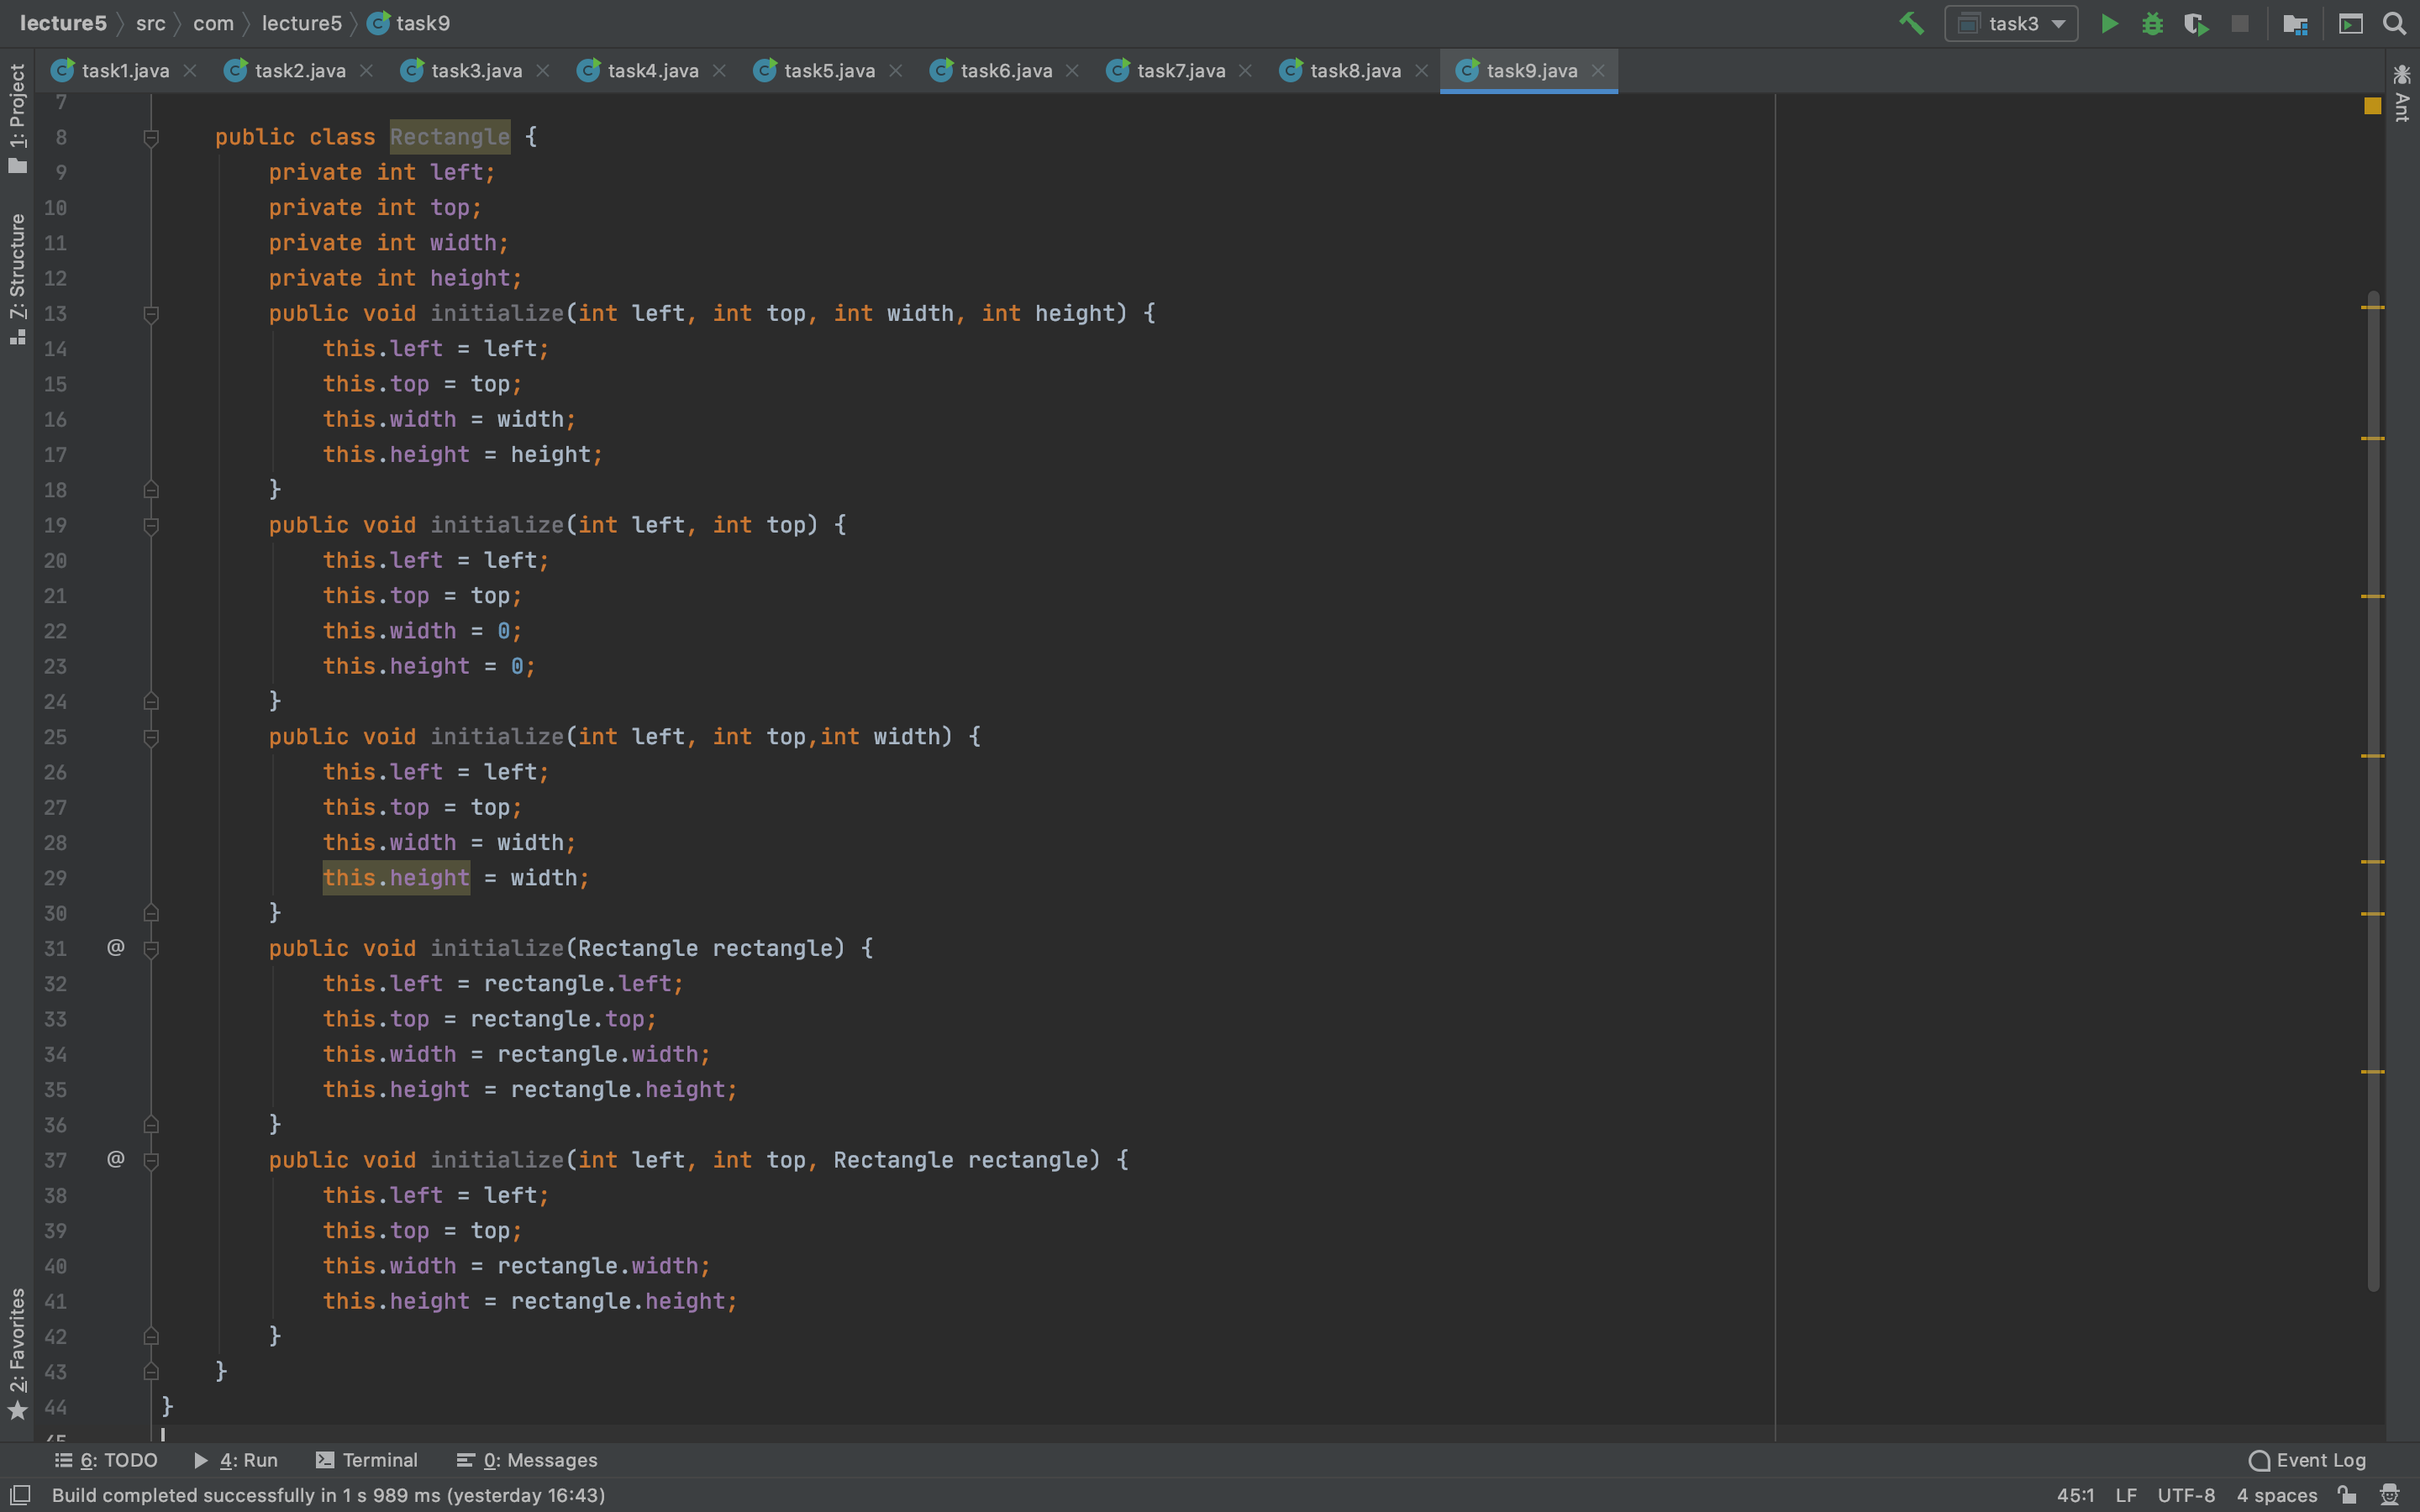 lecture5 src com lecture5 task9 task3
task1.java task2.java task3.java task4.java task5.java task6.java task7.java task8.java task9.java
1: Project
Z: Structure
2: Favorites
Ant
7
8 public class Rectangle {
9 private int left;
10 private int top;
11 private int width;
12 private int height;
13 public void initialize(int left, int top, int width, int height) {
14 this.left = left;
15 this.top = top;
16 this.width = width;
17 this.height = height;
18 }
19 public void initialize(int left, int top) {
20 this.left = left;
21 this.top = top;
22 this.width = 0;
23 this.height = 0;
24 }
25 public void initialize(int left, int top,int width) {
26 this.left = left;
27 this.top = top;
28 this.width = width;
29 this.height = width;
30 }
31 @ public void initialize(Rectangle rectangle) {
32 this.left = rectangle.left;
33 this.top = rectangle.top;
34 this.width = rectangle.width;
35 this.height = rectangle.height;
36 }
37 @ public void initialize(int left, int top, Rectangle rectangle) {
38 this.left = left;
39 this.top = top;
40 this.width = rectangle.width;
41 this.height = rectangle.height;
42 }
43 }
44 }
45
6: TODO 4: Run Terminal 0: Messages Event Log
Build completed successfully in 1 s 989 ms (yesterday 16:43) 45:1 LF UTF-8 4 spaces